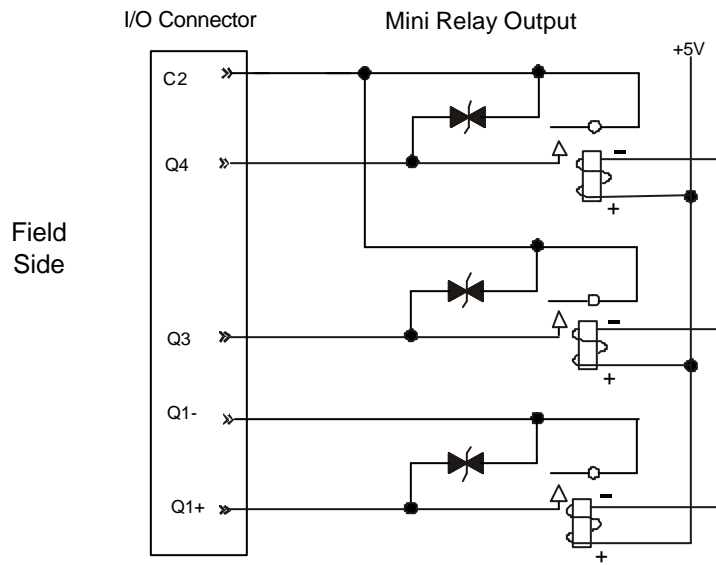 I/O Connector
Mini Relay Output
+5V
C2
Q4
-
+
Field
Side
Q3
-
+
Q1-
Q1+
-
+